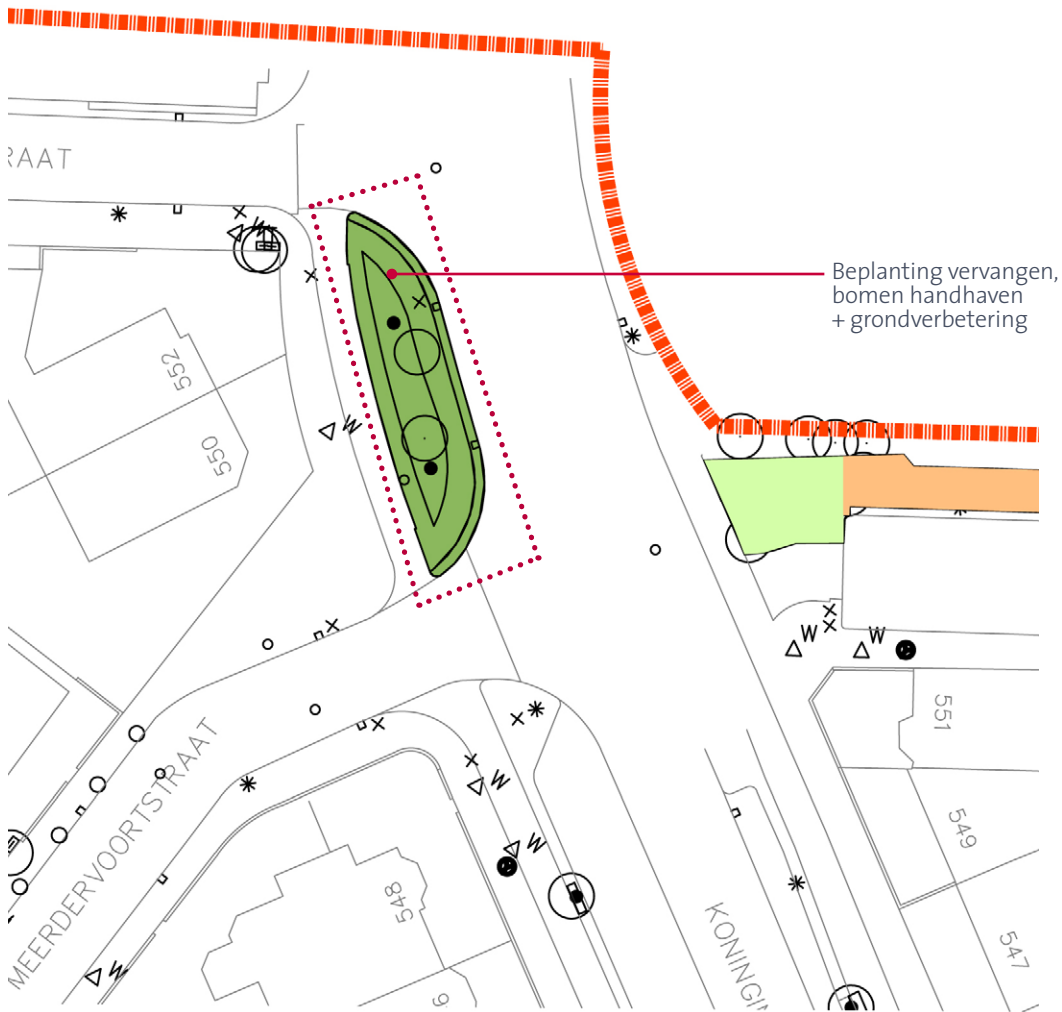 RAAT
Beplanting vervangen,
bomen handhaven
+ grondverbetering
552
550
W
W
W
W
W
W
W
W
551
549
547
548
MEERDERVOORTSTRAAT
KONINGIN